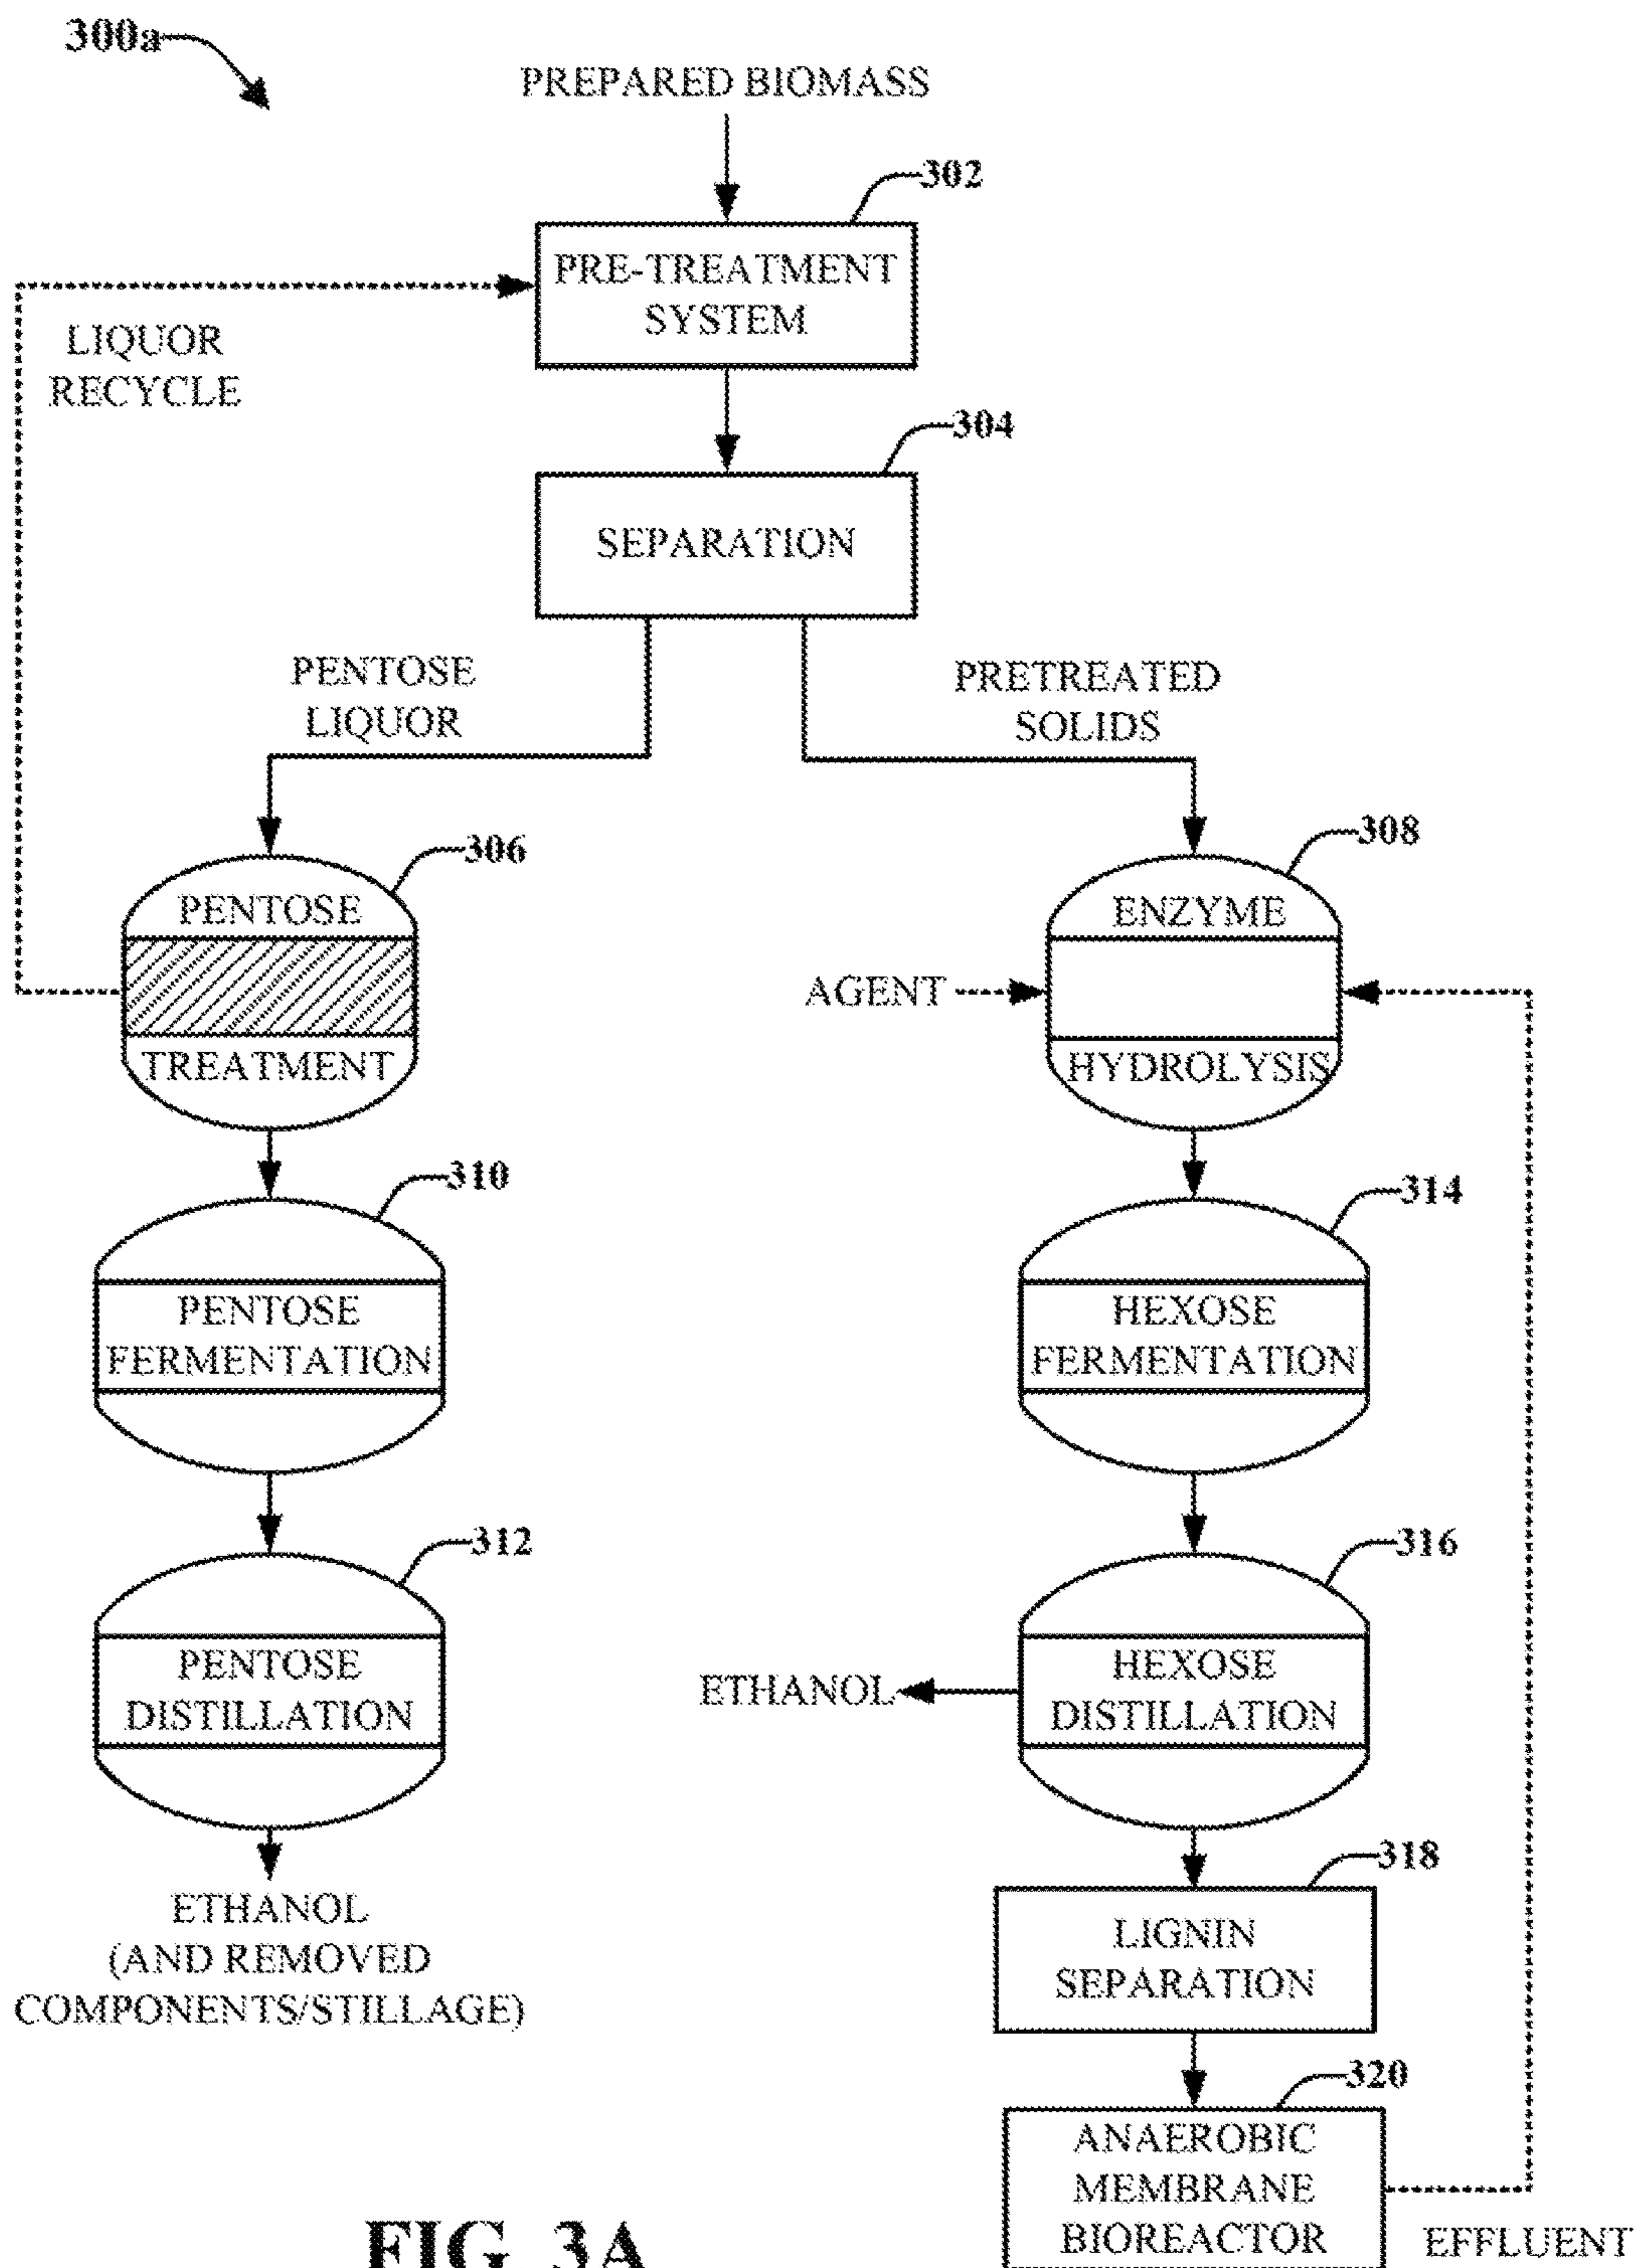 300a
PREPARED BIOMASS
302
PRE-TREATMENT
SYSTEM
LIQUOR
RECYCLE
304
SEPARATION
PENTOSE
LIQUOR
PRETREATED
SOLIDS
306
PENTOSE
TREATMENT
308
ENZYME
AGENT
HYDROLYSIS
310
PENTOSE
FERMENTATION
314
HEXOSE
FERMENTATION
312
PENTOSE
DISTILLATION
316
ETHANOL
HEXOSE
DISTILLATION
ETHANOL
(AND REMOVED
COMPONENTS/STILLAGE)
318
LIGNIN
SEPARATION
320
ANAEROBIC
MEMBRANE
BIOREACTOR
EFFLUENT
FIG. 3A